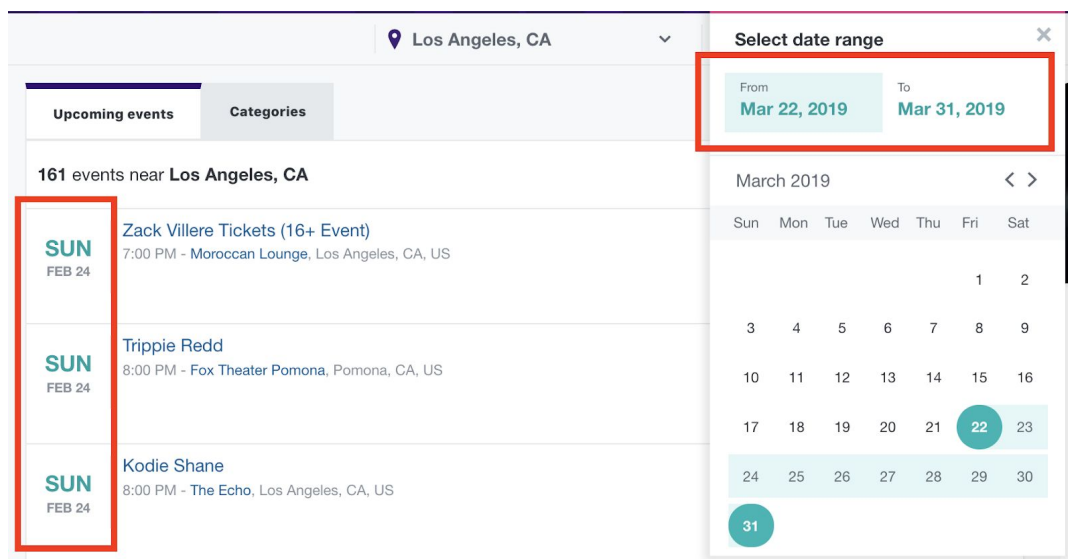 Los Angeles, CA
Upcoming events
Categories
161 events near Los Angeles, CA
SUN
FEB 24
Zack Villere Tickets (16+ Event)
7:00 PM - Moroccan Lounge, Los Angeles, CA, US
SUN
FEB 24
Trippie Redd
8:00 PM - Fox Theater Pomona, Pomona, CA, US
SUN
FEB 24
Kodie Shane
8:00 PM - The Echo, Los Angeles, CA, US
Select date range
From
Mar 22, 2019
To
Mar 31, 2019
March 2019
Sun Mon Tue Wed Thu Fri Sat
1 2
3 4 5 6 7 8 9
10 11 12 13 14 15 16
17 18 19 20 21 22 23
24 25 26 27 28 29 30
31